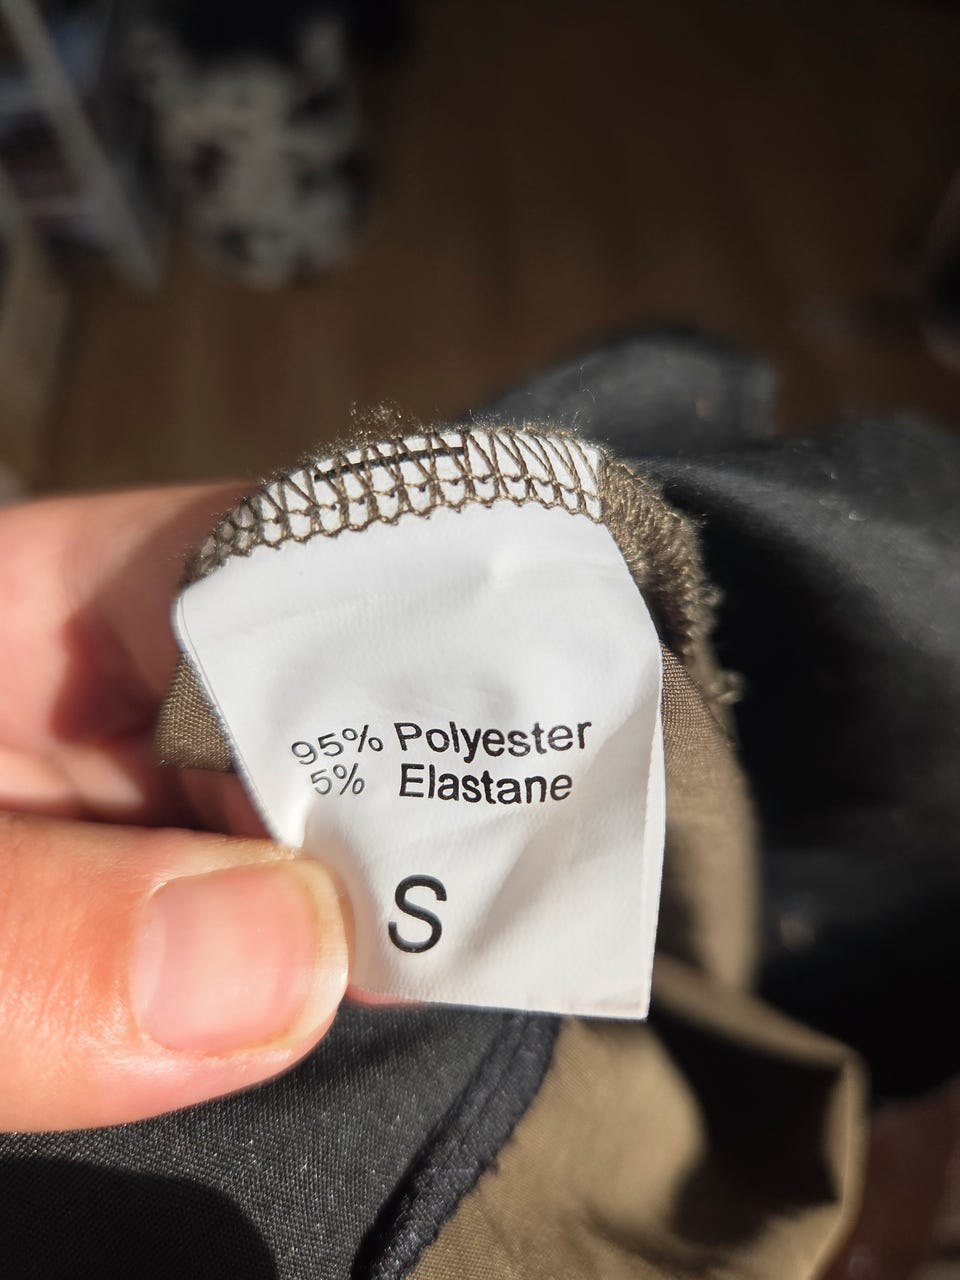 95% Polyester
5% Elastane
S